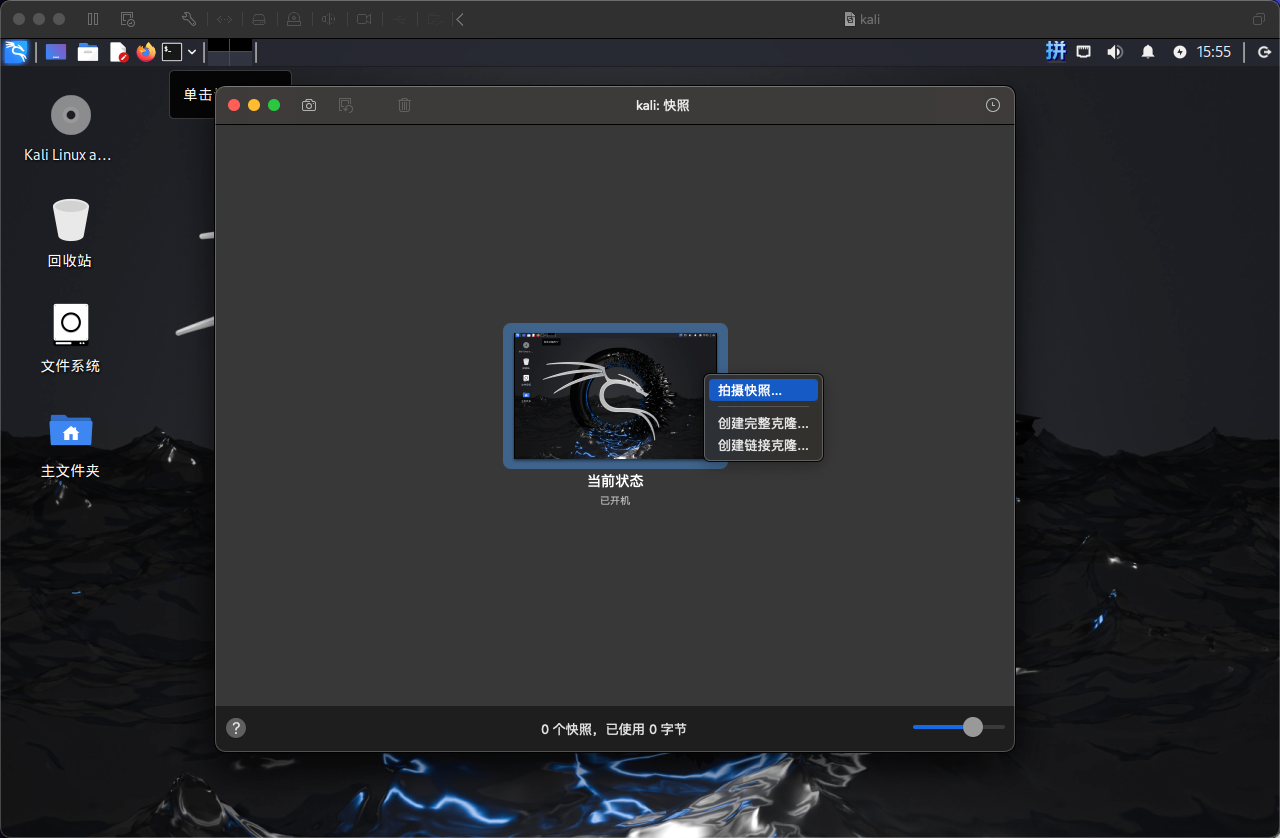 kali
拼
15:55
单击
kali: 快照
Kali Linux a...
回收站
文件系统
主文件夹
拍摄快照...
创建完整克隆...
创建链接克隆...
当前状态
已开机
?
0 个快照，已使用 0 字节